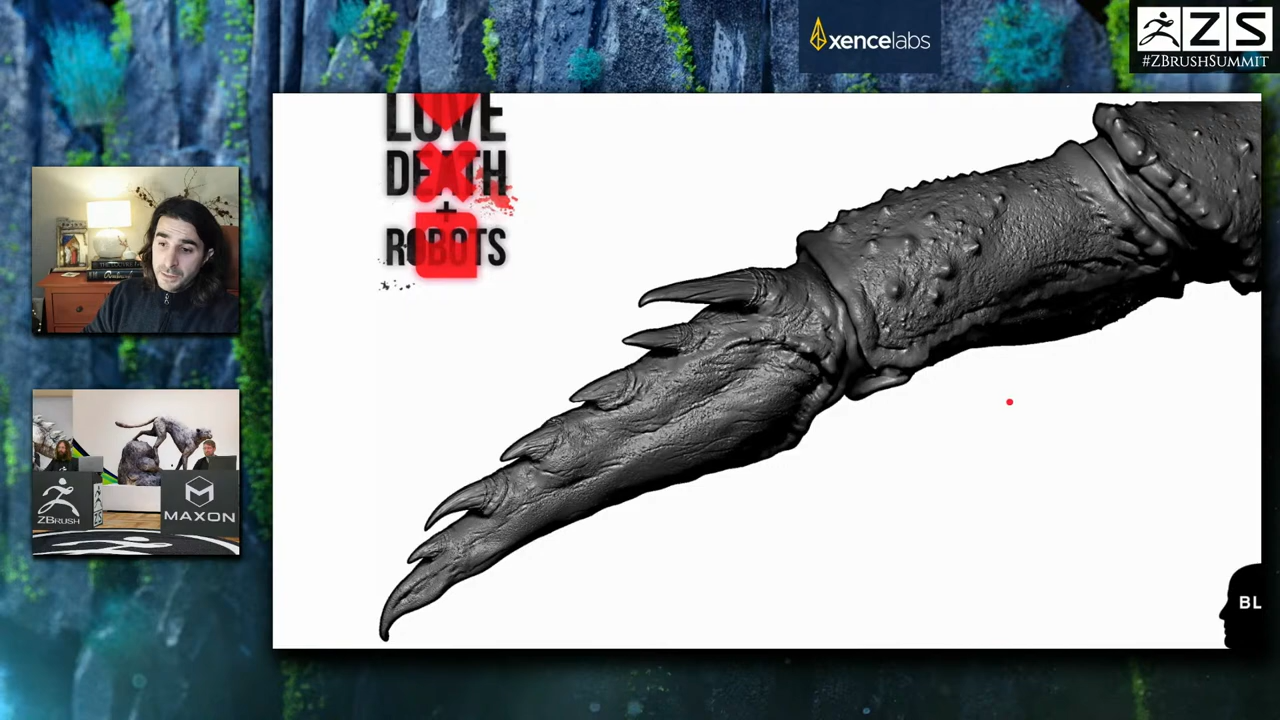 xencelabs
ZS
#ZBRUSHSUMMIT
LOVE
DEATH
+
ROBOTS
ZBRUSH
MAXON
BL